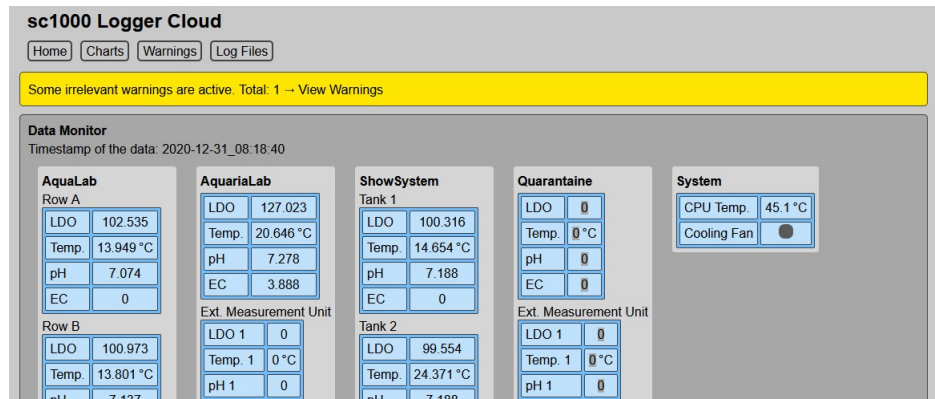 sc1000 Logger Cloud
Home Charts Warnings Log Files
Some irrelevant warnings are active. Total: 1 → View Warnings
Data Monitor
Timestamp of the data: 2020-12-31_08:18:40
AquaLab
Row A
LDO 102.535
Temp. 13.949 °C
pH 7.074
EC 0
Row B
LDO 100.973
Temp. 13.801 °C
pH 7.137
AquariaLab
LDO 127.023
Temp. 20.646 °C
pH 7.278
EC 3.888
Ext. Measurement Unit
LDO 1 0
Temp. 1 0 °C
pH 1 0
ShowSystem
Tank 1
LDO 100.316
Temp. 14.654 °C
pH 7.188
EC 0
Tank 2
LDO 99.554
Temp. 24.371 °C
pH 7.188
Quarantaine
LDO 0
Temp. 0 °C
pH 0
EC 0
Ext. Measurement Unit
LDO 1 0
Temp. 1 0 °C
pH 1 0
System
CPU Temp. 45.1 °C
Cooling Fan